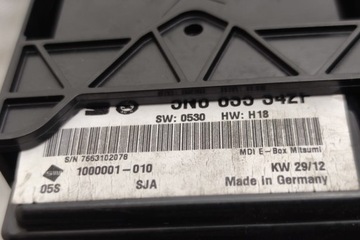 SW: 0530 HW: H18
S/N 7663102078
MDI E-Box Mitsumi
1000001-010
KW 29/12
05S
SJA
Made in Germany